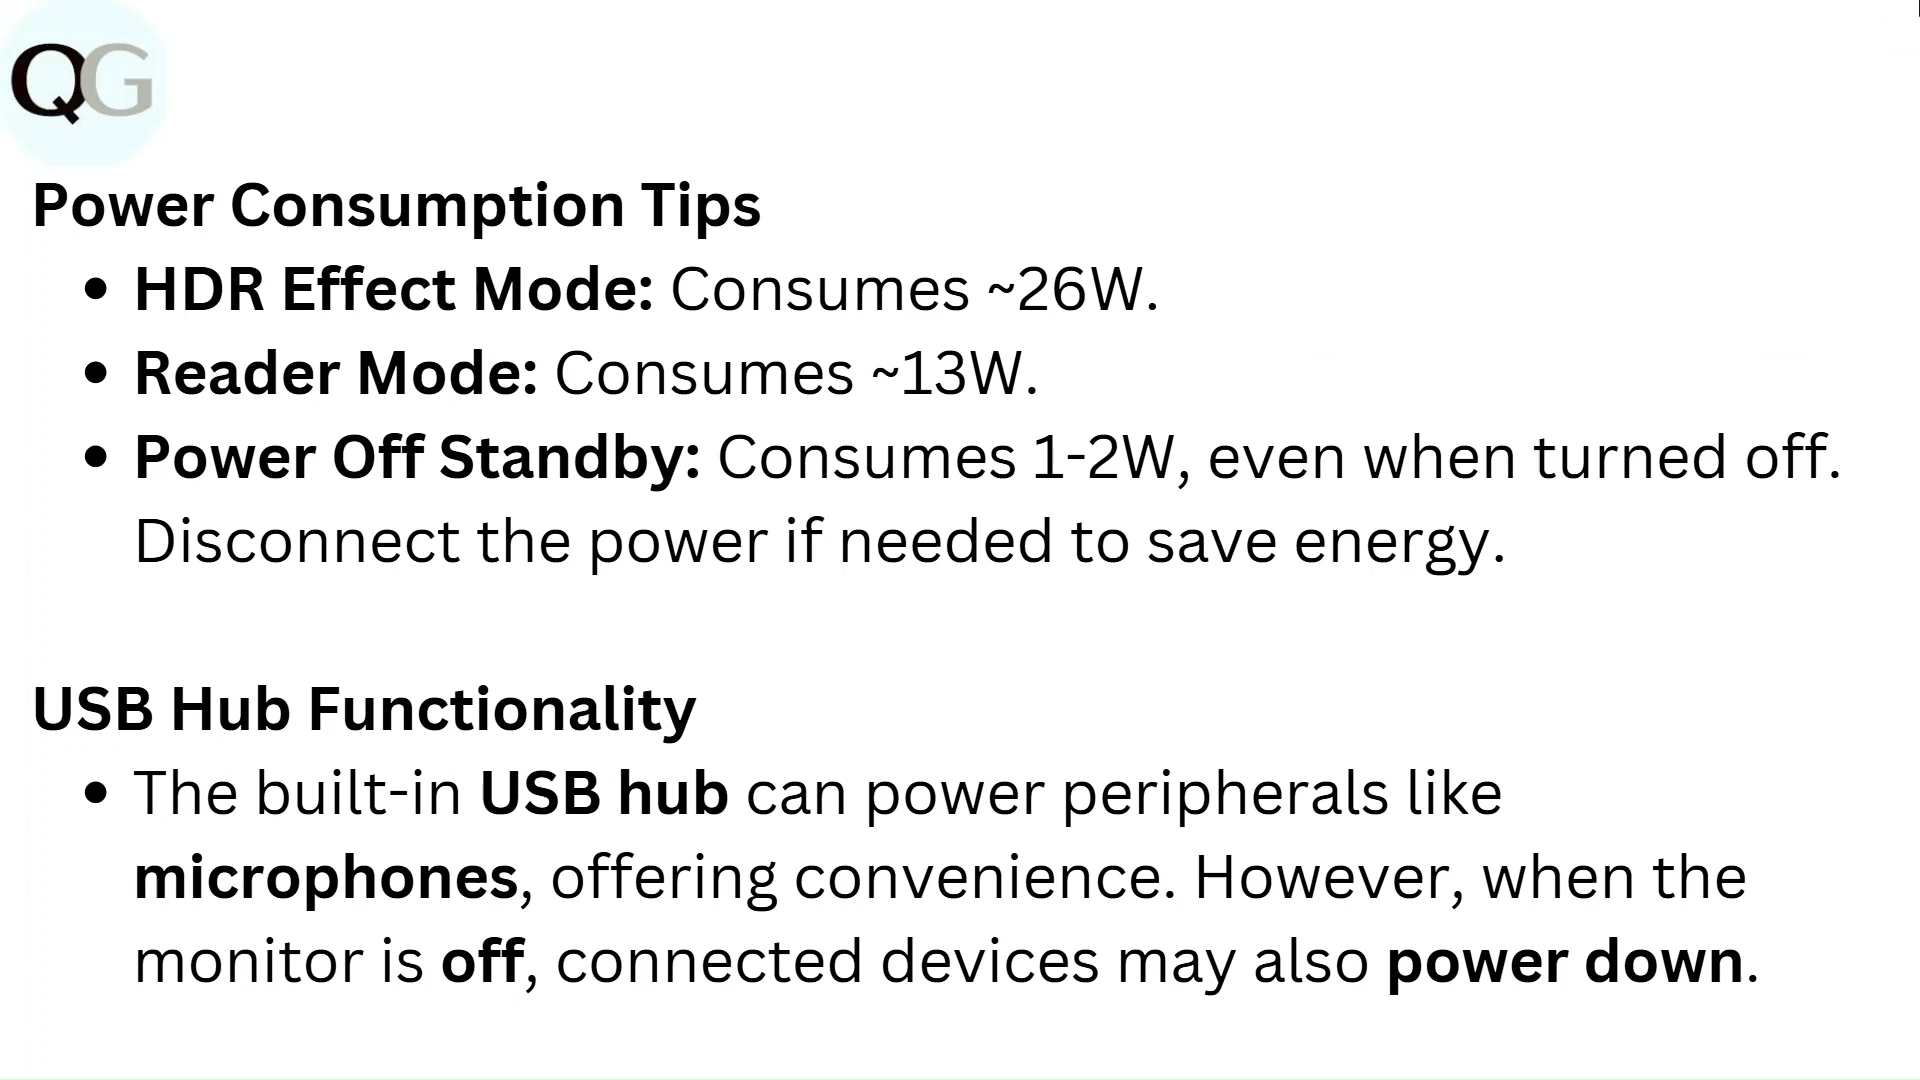 QG
Power Consumption Tips
• HDR Effect Mode: Consumes ~26W.
• Reader Mode: Consumes ~13W.
• Power Off Standby: Consumes 1-2W, even when turned off.
Disconnect the power if needed to save energy.
USB Hub Functionality
• The built-in USB hub can power peripherals like
microphones, offering convenience. However, when the
monitor is off, connected devices may also power down.